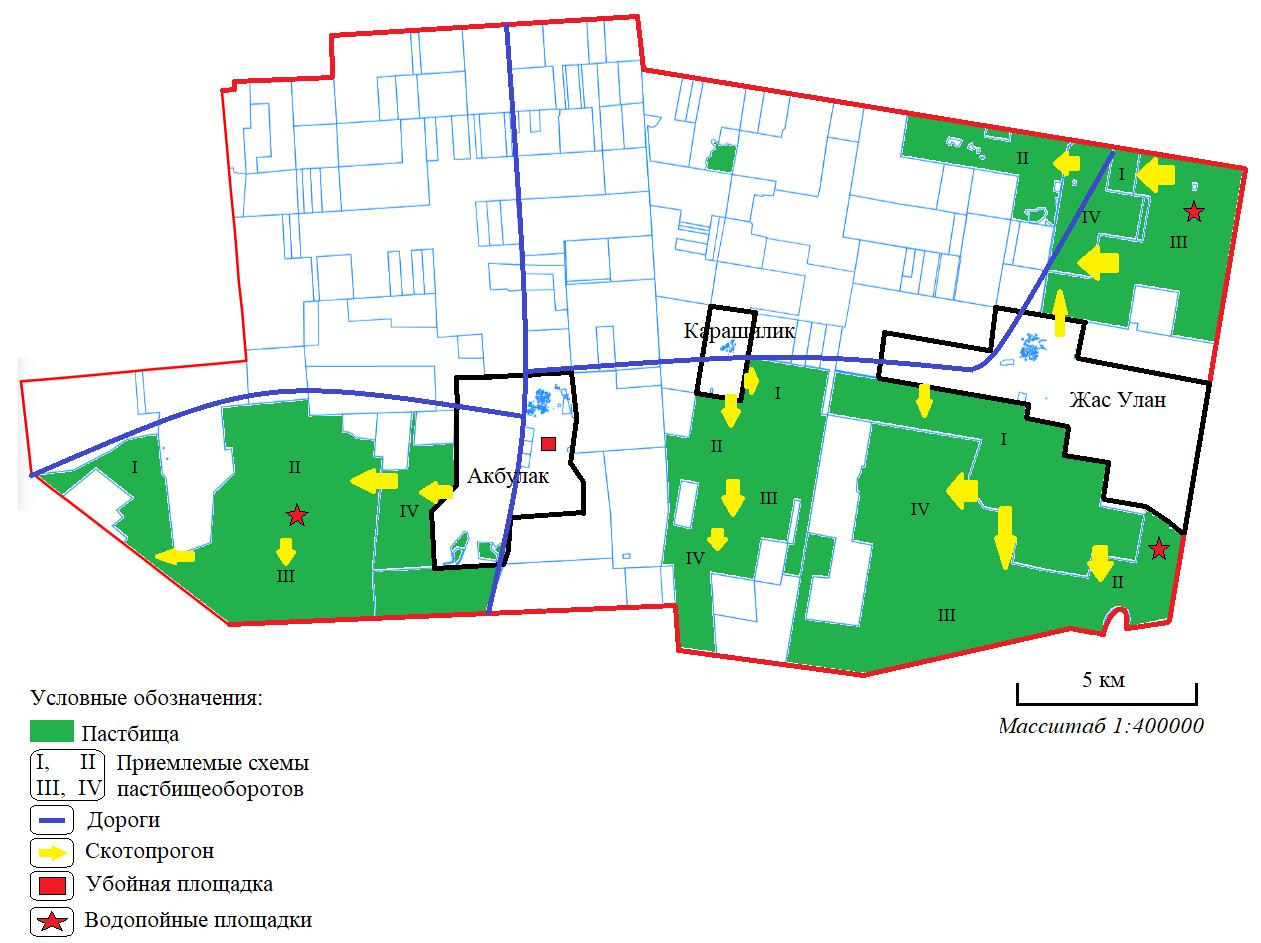 II
I
IV
III
Карашилик
Жас Улан
I
I
II
I
II
Акбулак
III
IV
IV
IV
III
II
III
5 км
Масштаб 1:400000
Условные обозначения:
Пастбища
I, II Приемлемые схемы
III, IV пастбищеоборотов
Дороги
Скотопрогон
Убойная площадка
Водопойные площадки